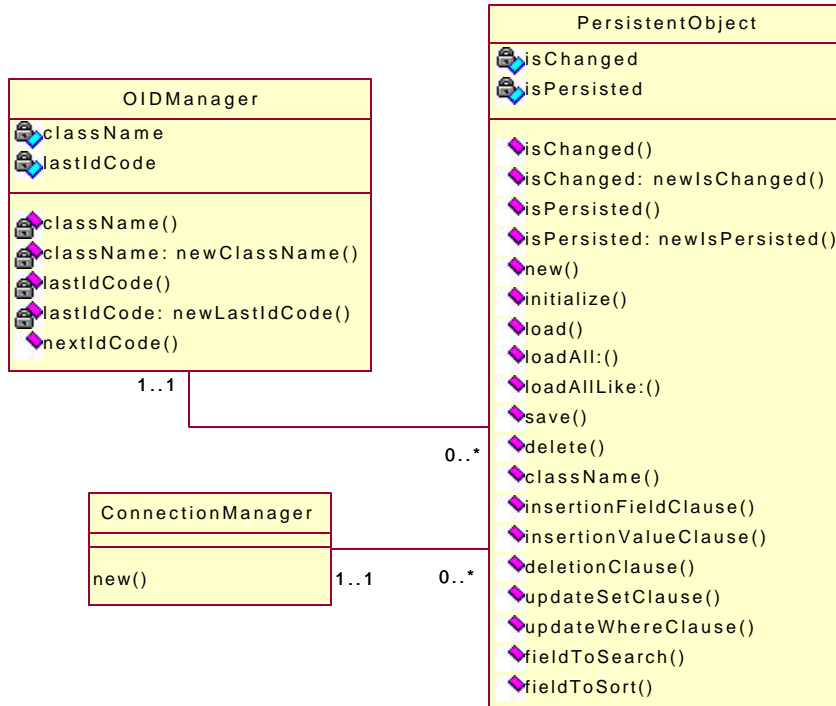 OIDManager
className
lastIdCode
className()
className: newClassName()
lastIdCode()
lastIdCode: newLastIdCode()
nextIdCode()
1..1
0..*
ConnectionManager
new()
1..1
0..*
PersistentObject
isChanged
isPersisted
isChanged()
isChanged: newIsChanged()
isPersisted()
isPersisted: newIsPersisted()
new()
initialize()
load()
loadAll:()
loadAllLike:()
save()
delete()
className()
insertionFieldClause()
insertionValueClause()
deletionClause()
updateSetClause()
updateWhereClause()
fieldToSearch()
fieldToSort()